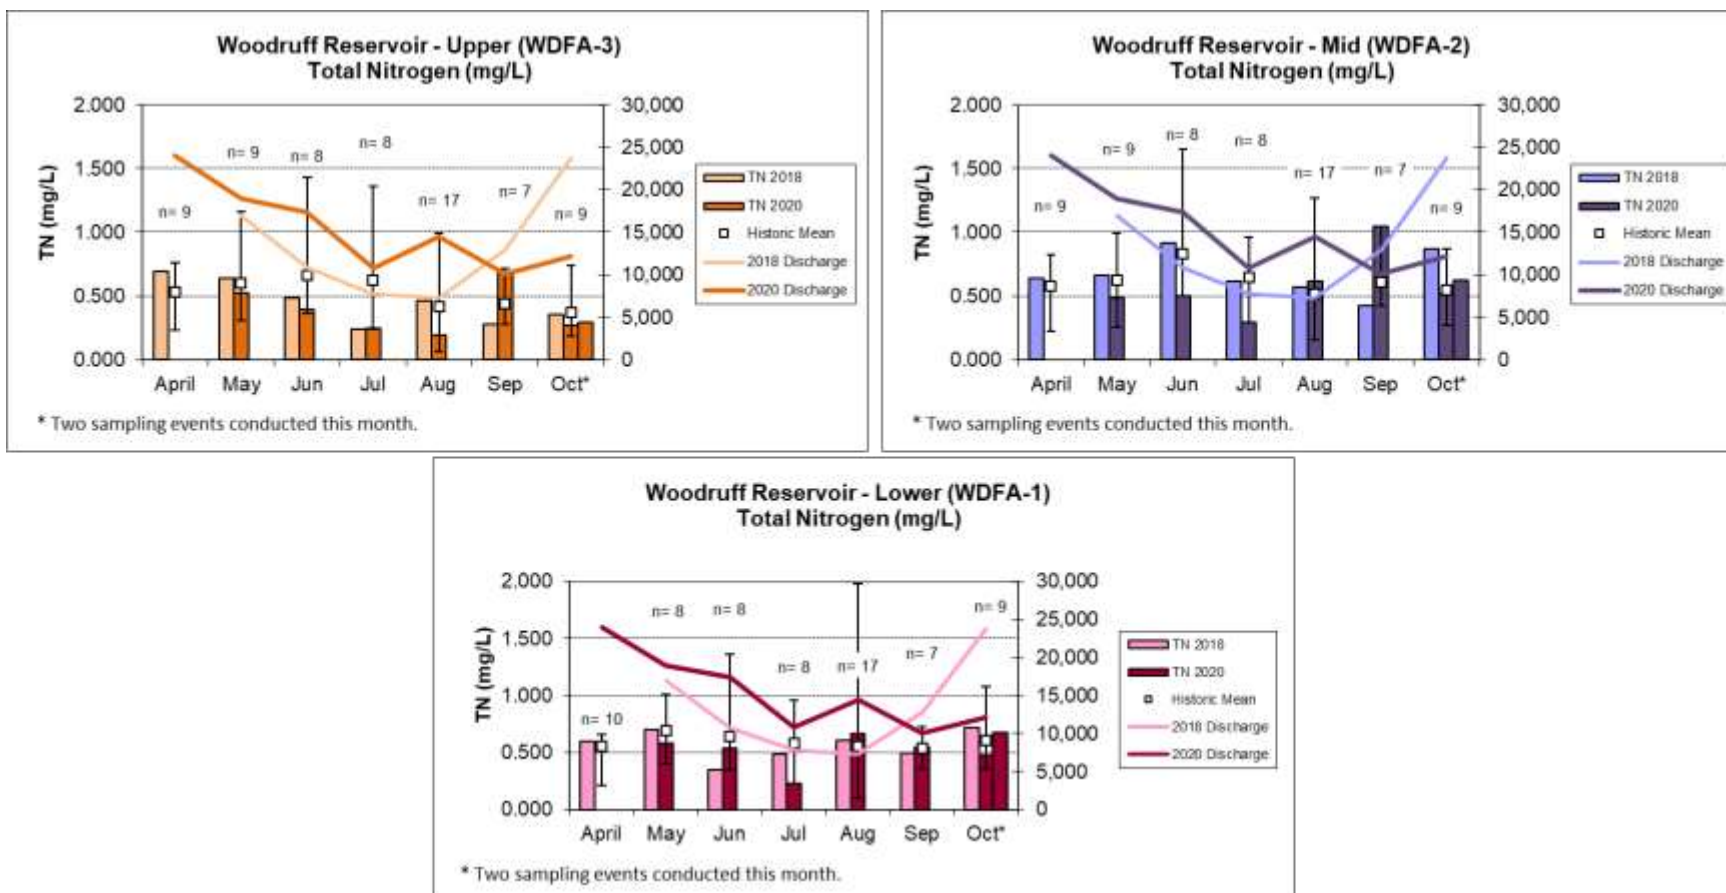 Woodruff Reservoir - Upper (WDFA-3)
Total Nitrogen (mg/L)
TN (mg/L)
2.000
1.500
1.000
0.500
0.000
30,000
25,000
20,000
15,000
10,000
5,000
0
n= 9
n= 9
n= 8
n= 8
n= 17
n= 7
n= 9
April May Jun Jul Aug Sep Oct*
TN 2018
TN 2020
Historic Mean
2018 Discharge
2020 Discharge
* Two sampling events conducted this month.
Woodruff Reservoir - Mid (WDFA-2)
Total Nitrogen (mg/L)
TN (mg/L)
2.000
1.500
1.000
0.500
0.000
30,000
25,000
20,000
15,000
10,000
5,000
0
n= 9
n= 9
n= 8
n= 8
n= 17
n= 7
n= 9
April May Jun Jul Aug Sep Oct*
TN 2018
TN 2020
Historic Mean
2018 Discharge
2020 Discharge
* Two sampling events conducted this month.
Woodruff Reservoir - Lower (WDFA-1)
Total Nitrogen (mg/L)
TN (mg/L)
2.000
1.500
1.000
0.500
0.000
30,000
25,000
20,000
15,000
10,000
5,000
0
n= 10
n= 8
n= 8
n= 8
n= 17
n= 7
n= 9
April May Jun Jul Aug Sep Oct*
TN 2018
TN 2020
Historic Mean
2018 Discharge
2020 Discharge
* Two sampling events conducted this month.